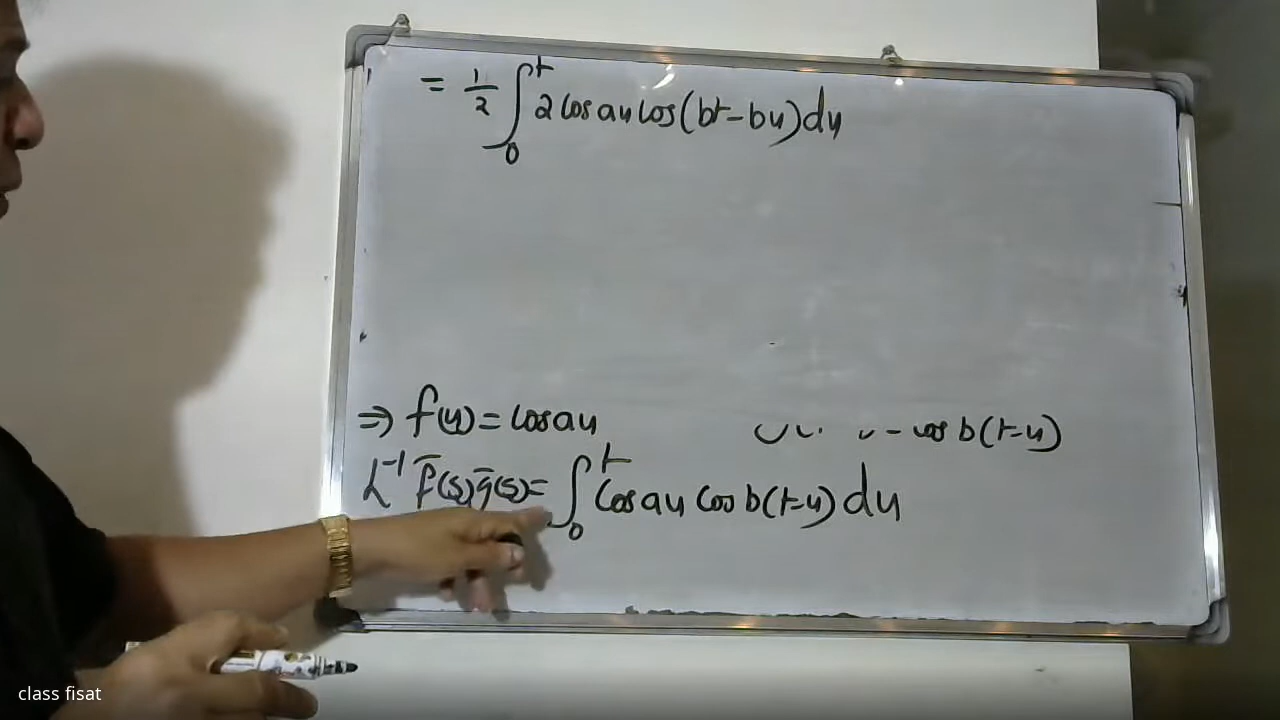 = 1/2 ∫₀ᵗ 2 cos au cos(bt-bu) du
⇒ f(u) = cos au cos b(t-u)
L⁻¹ f̄(s) ḡ(s) = ∫₀ᵗ cos au cos b(t-u) du
class fisat